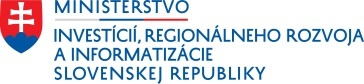 MINISTERSTVO
INVESTÍCIÍ, REGIONÁLNEHO ROZVOJA
A INFORMATIZÁCIE
SLOVENSKEJ REPUBLIKY